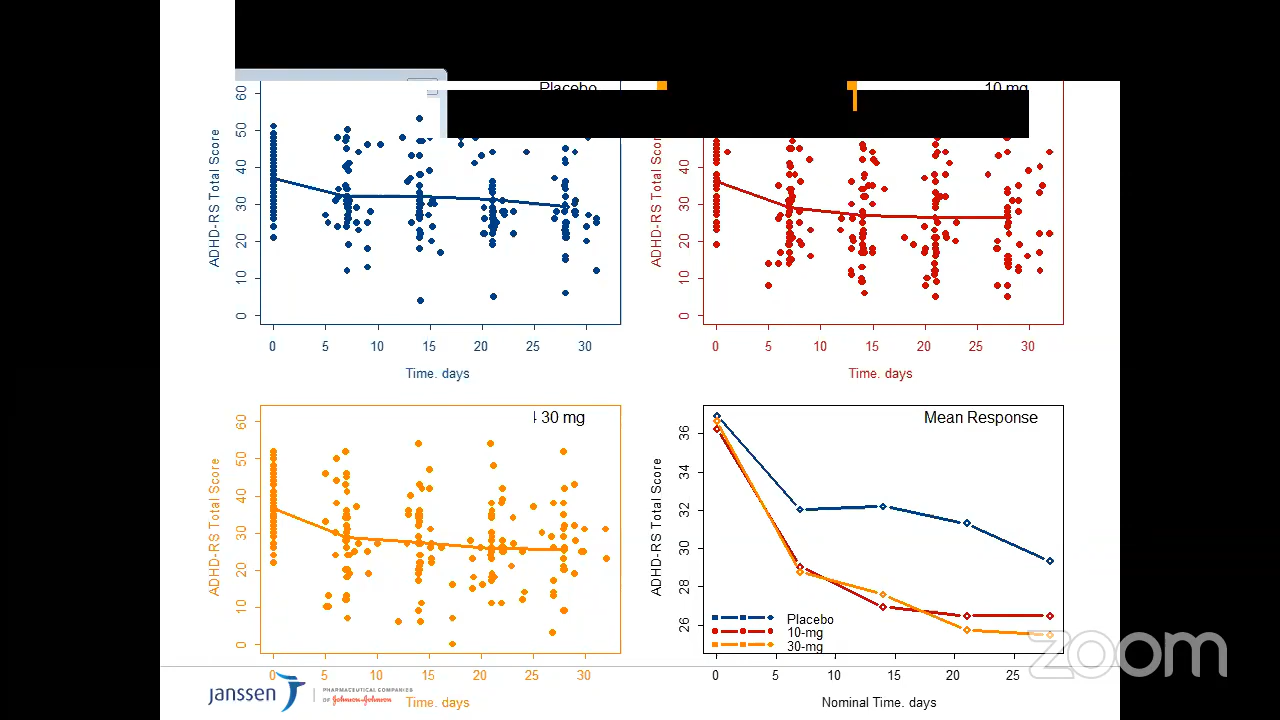 Placebo
10 mg
ADHD-RS Total Score
60
50
40
30
20
10
0
0 5 10 15 20 25 30
Time. days
ADHD-RS Total Score
40
30
20
10
0
0 5 10 15 20 25 30
Time. days
30 mg
ADHD-RS Total Score
60
50
40
30
20
10
0
0 5 10 15 20 25 30
Time. days
Mean Response
ADHD-RS Total Score
36
34
32
30
28
26
Placebo
10-mg
30-mg
0 5 10 15 20 25
Nominal Time. days
janssen
PHARMACEUTICAL COMPANIES
OF Johnson-Johnson
zoom